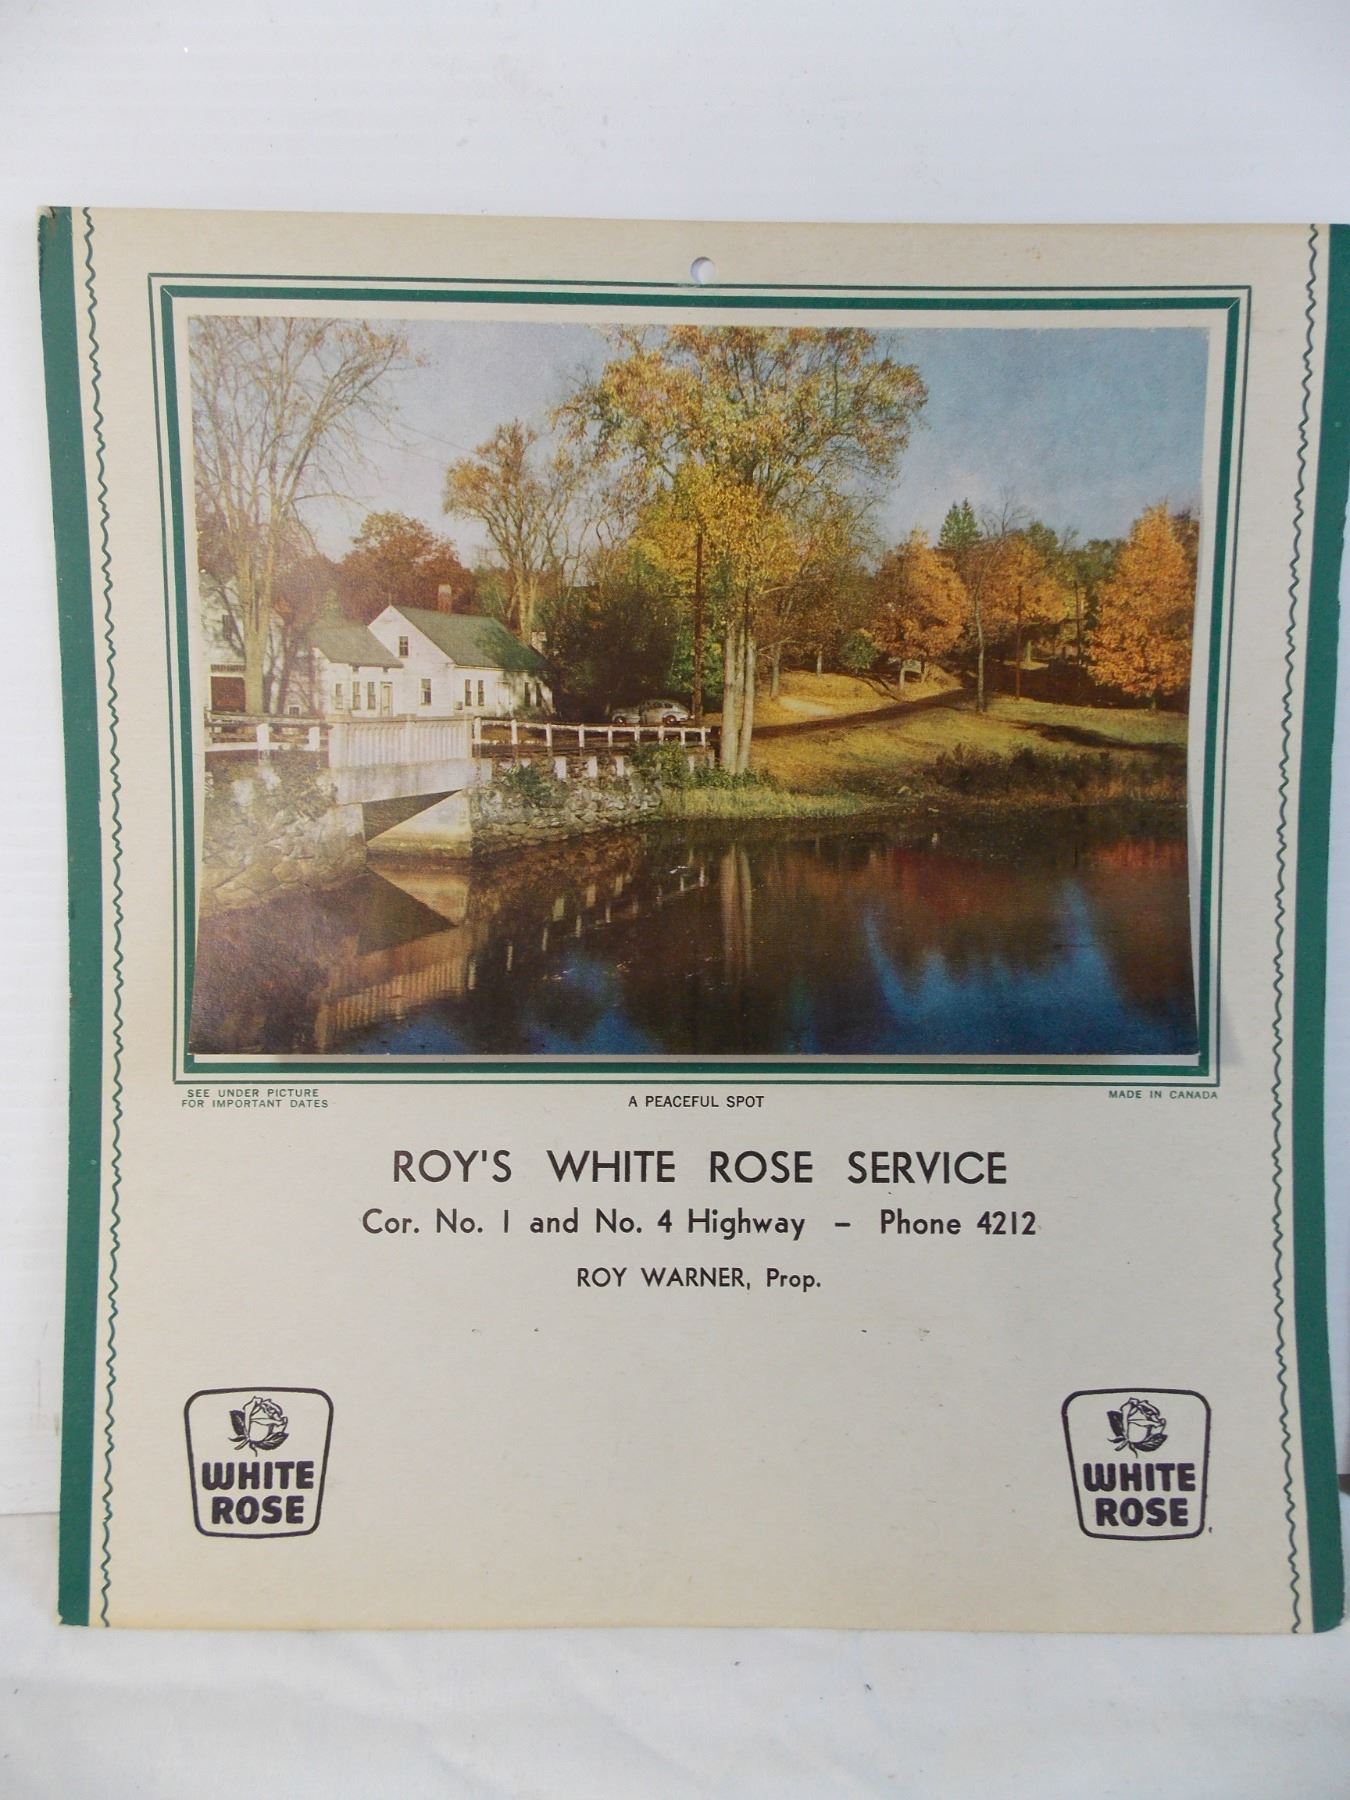 SEE UNDER PICTURE
FOR IMPORTANT DATES
A PEACEFUL SPOT
MADE IN CANADA
ROY'S WHITE ROSE SERVICE
Cor. No. 1 and No. 4 Highway – Phone 4212
ROY WARNER, Prop.
WHITE
ROSE
WHITE
ROSE